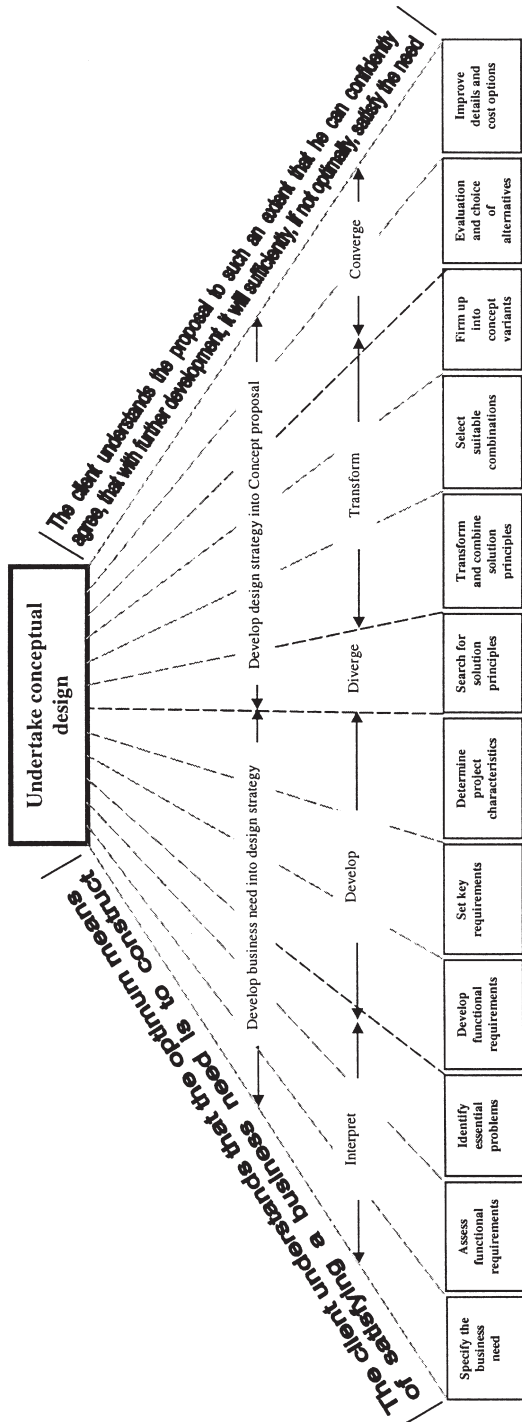 Undertake conceptual
design
The client understands that the optimum means
of satisfying a business need is to construct
The client understands the proposal to such an extent that he can confidently
agree, that with further development, it will sufficiently, if not optimally, satisfy the need
Develop business need into design strategy
Develop design strategy into Concept proposal
Interpret
Develop
Diverge
Transform
Converge
Specify the
business
need
Assess
functional
requirements
Identify
essential
problems
Develop
functional
requirements
Set key
requirements
Determine
project
characteristics
Search for
solution
principles
Transform
and combine
solution
principles
Select
suitable
combinations
Firm up
into
concept
variants
Evaluation
and choice
of
alternatives
Improve
details and
cost options